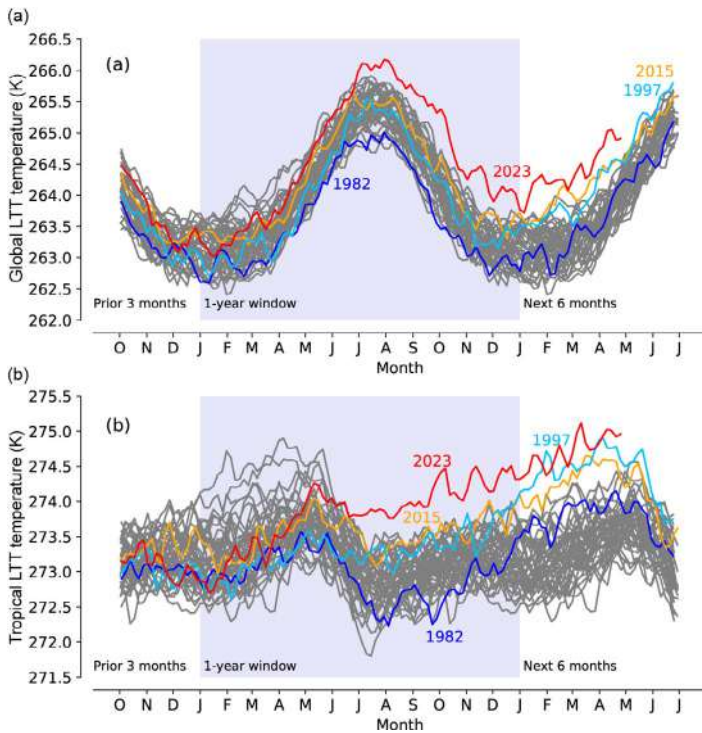 (a)
Global LTT temperature (K)
266.5
266.0
265.5
265.0
264.5
264.0
263.5
263.0
262.5
262.0
(a)
2015
1997
2023
1982
Prior 3 months
1-year window
Next 6 months
O N D J F M A M J J A S O N D J F M A M J J
Month
(b)
Tropical LTT temperature (K)
275.5
275.0
274.5
274.0
273.5
273.0
272.5
272.0
271.5
(b)
1997
2023
2015
1982
Prior 3 months
1-year window
Next 6 months
O N D J F M A M J J A S O N D J F M A M J J
Month